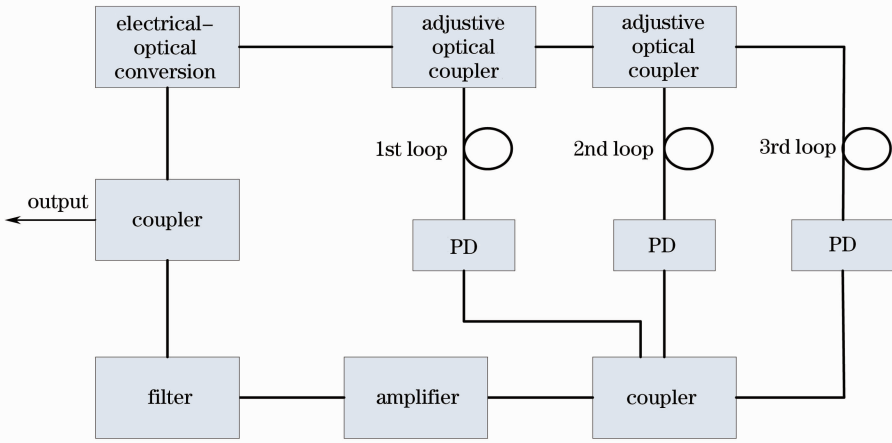 electrical–
optical
conversion
adjustive
optical
coupler
adjustive
optical
coupler
1st loop
2nd loop
3rd loop
output
coupler
PD
PD
PD
filter
amplifier
coupler